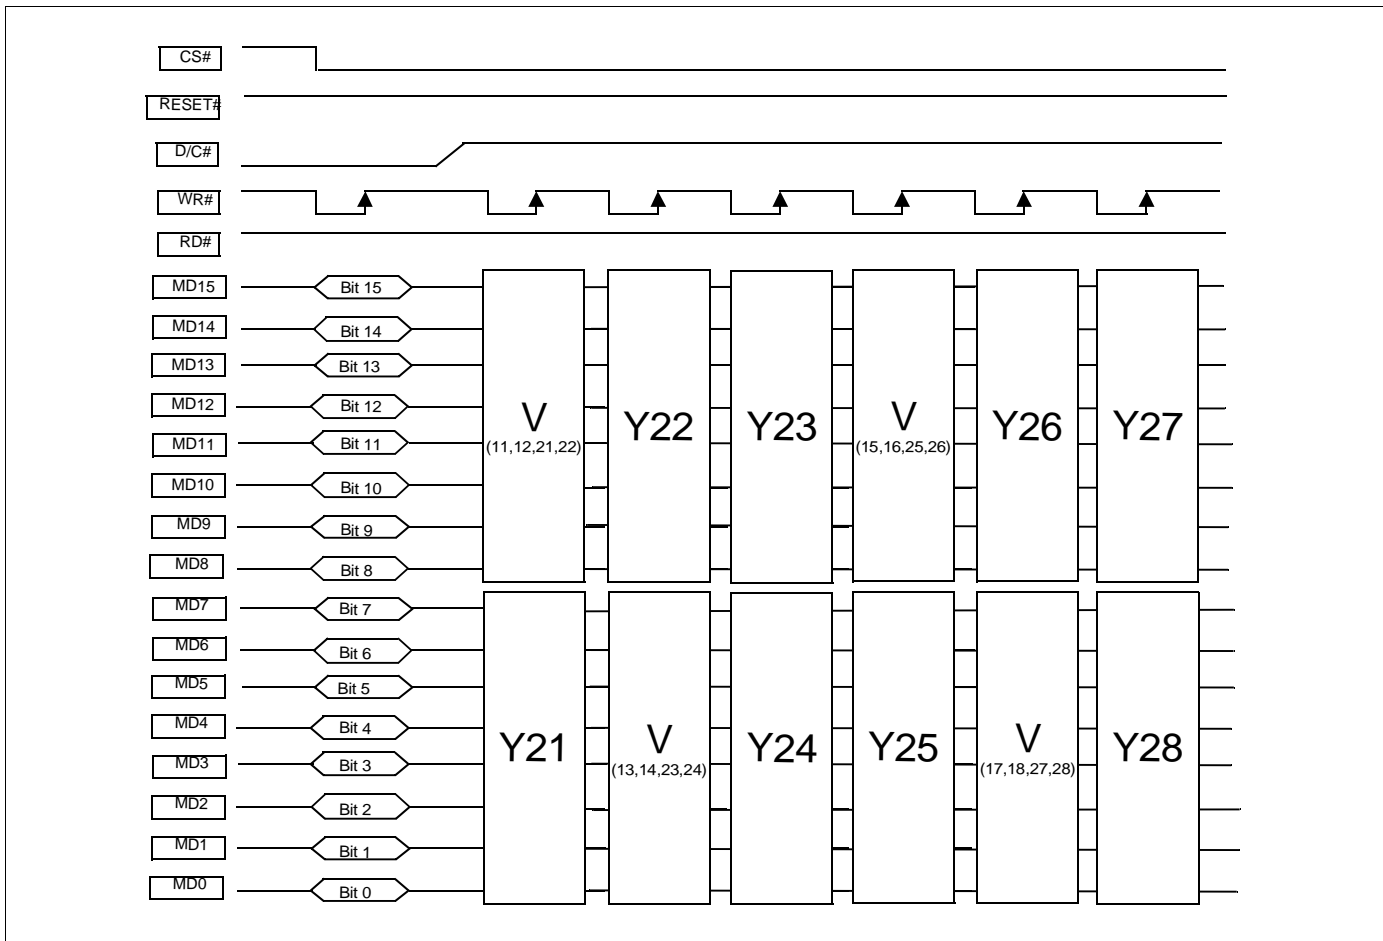 CS#
RESET#
D/C#
WR#
RD#
MD15 Bit 15
MD14 Bit 14
MD13 Bit 13
MD12 Bit 12
MD11 Bit 11
MD10 Bit 10
MD9 Bit 9
MD8 Bit 8
V Y22 Y23 V Y26 Y27
(11,12,21,22) (15,16,25,26)
MD7 Bit 7
MD6 Bit 6
MD5 Bit 5
MD4 Bit 4
MD3 Bit 3
MD2 Bit 2
MD1 Bit 1
MD0 Bit 0
Y21 V Y24 Y25 V Y28
(13,14,23,24) (17,18,27,28)